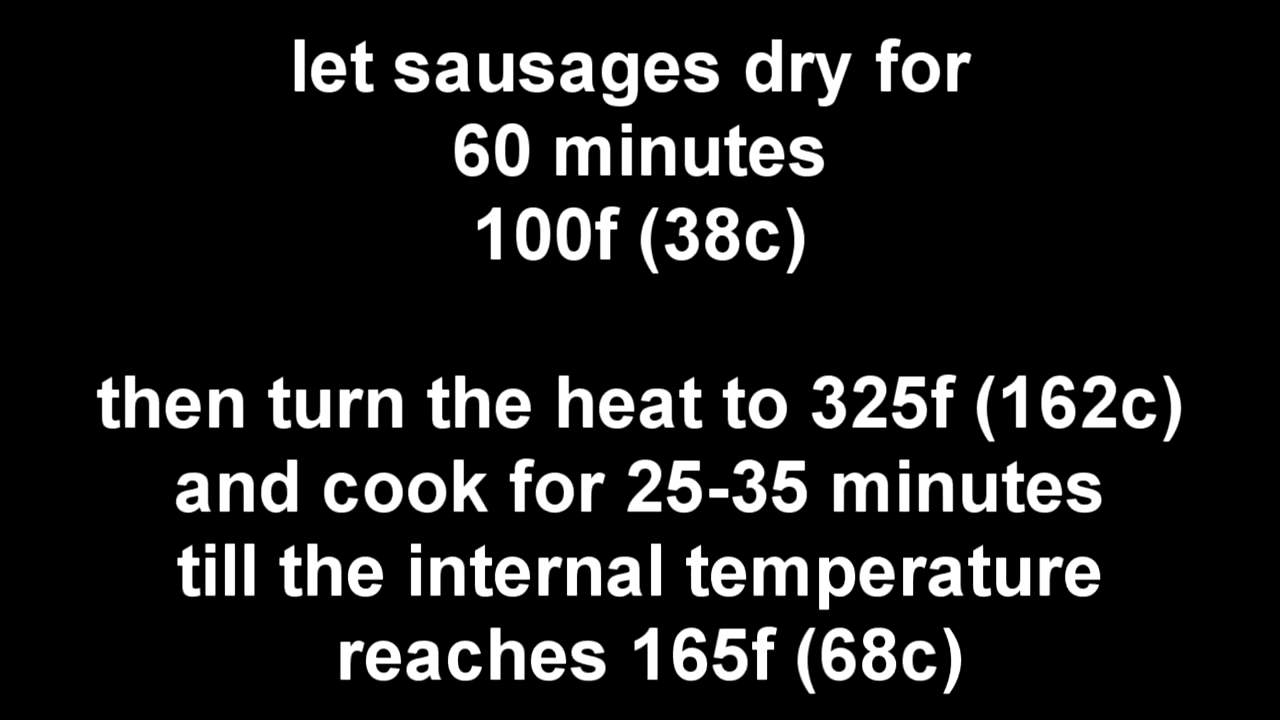 let sausages dry for
60 minutes
100f (38c)
then turn the heat to 325f (162c)
and cook for 25-35 minutes
till the internal temperature
reaches 165f (68c)